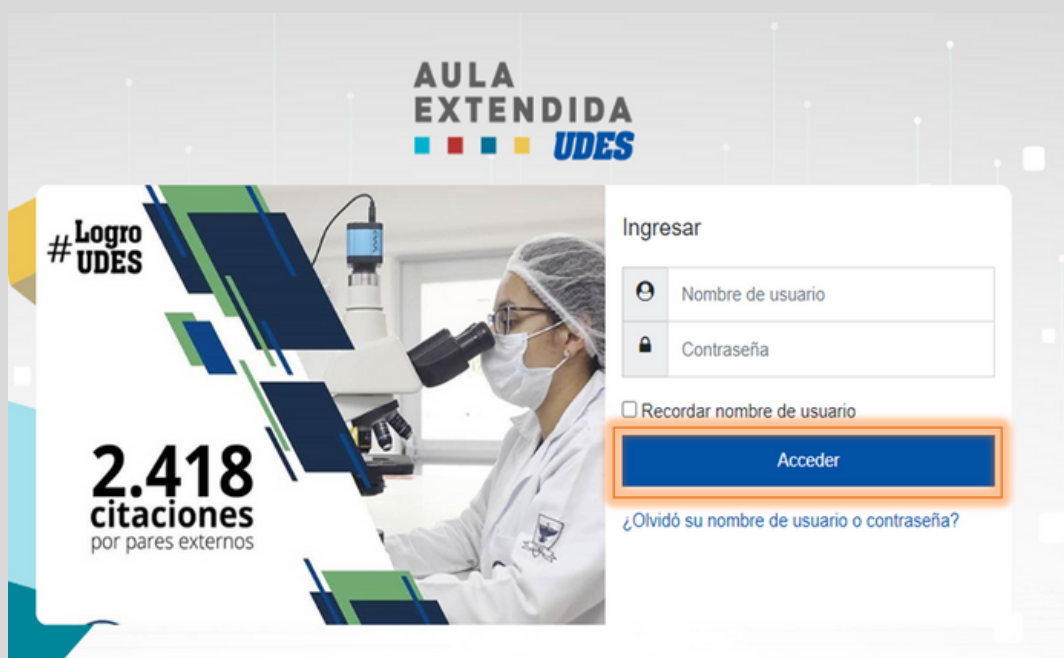 AULA
EXTENDIDA
UDES
#Logro
UDES
2.418
citaciones
por pares externos
Ingresar
Nombre de usuario
Contraseña
Recordar nombre de usuario
Acceder
¿Olvidó su nombre de usuario o contraseña?